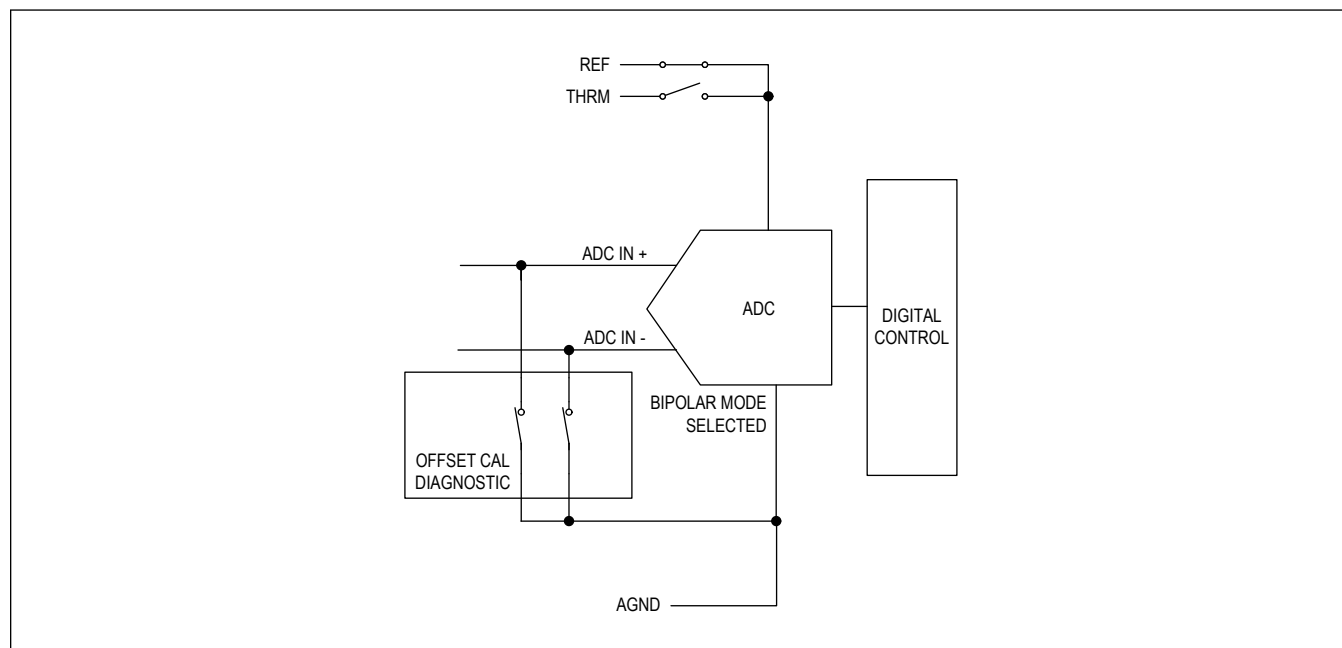 REF
THRM
ADC IN +
ADC
DIGITAL
CONTROL
ADC IN -
BIPOLAR MODE
SELECTED
OFFSET CAL
DIAGNOSTIC
AGND